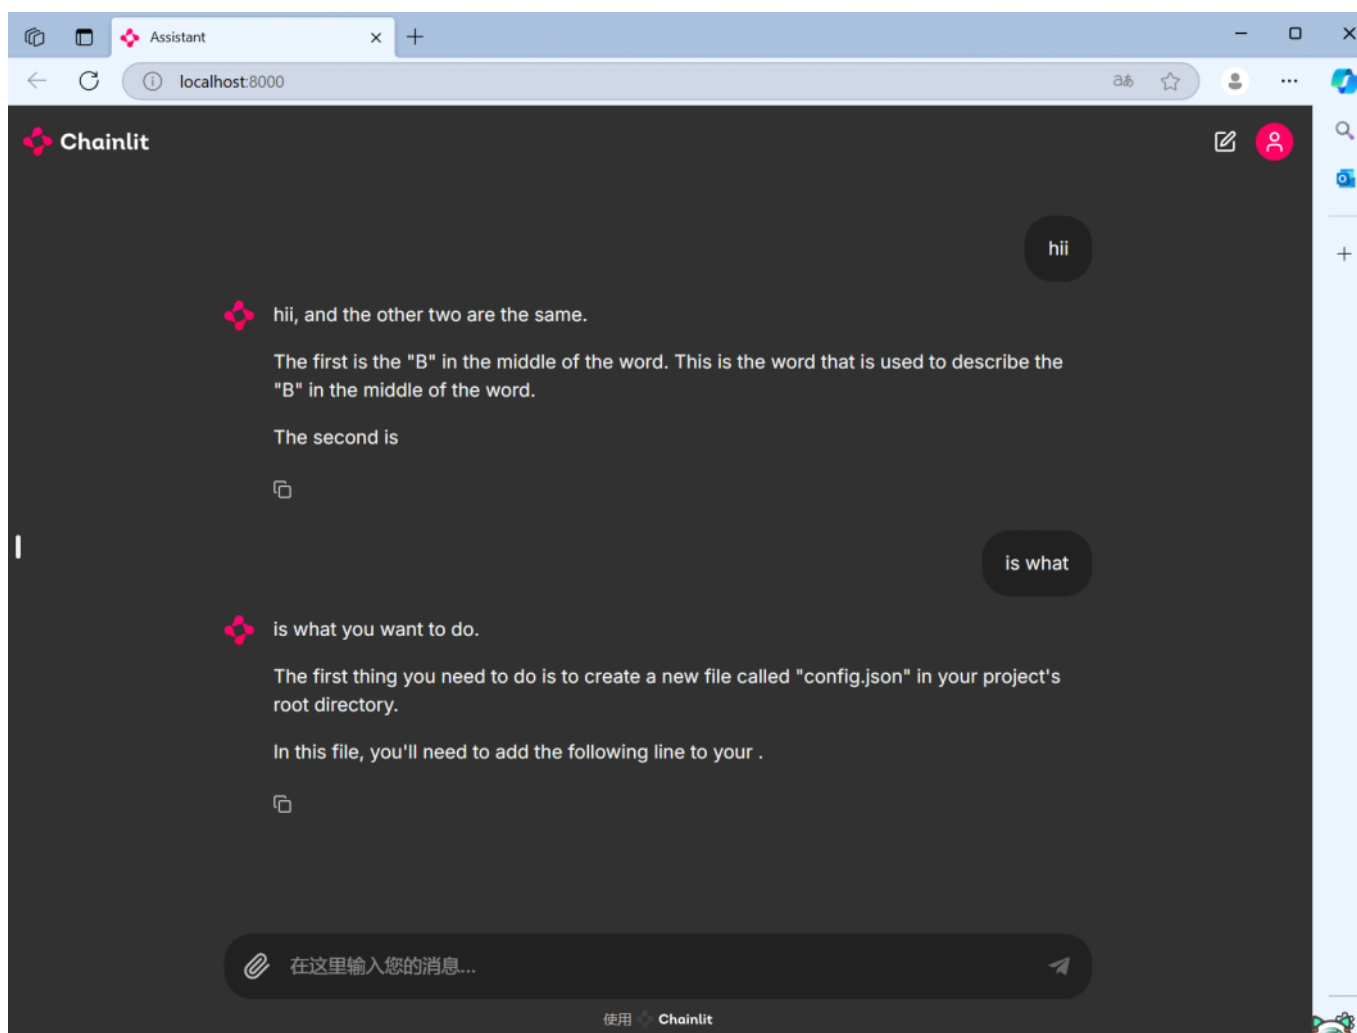 Assistant
localhost:8000
aあ
Chainlit
hii
hii, and the other two are the same.
The first is the "B" in the middle of the word. This is the word that is used to describe the
"B" in the middle of the word.
The second is
is what
is what you want to do.
The first thing you need to do is to create a new file called "config.json" in your project's
root directory.
In this file, you'll need to add the following line to your .
在这里输入您的消息...
使用 Chainlit